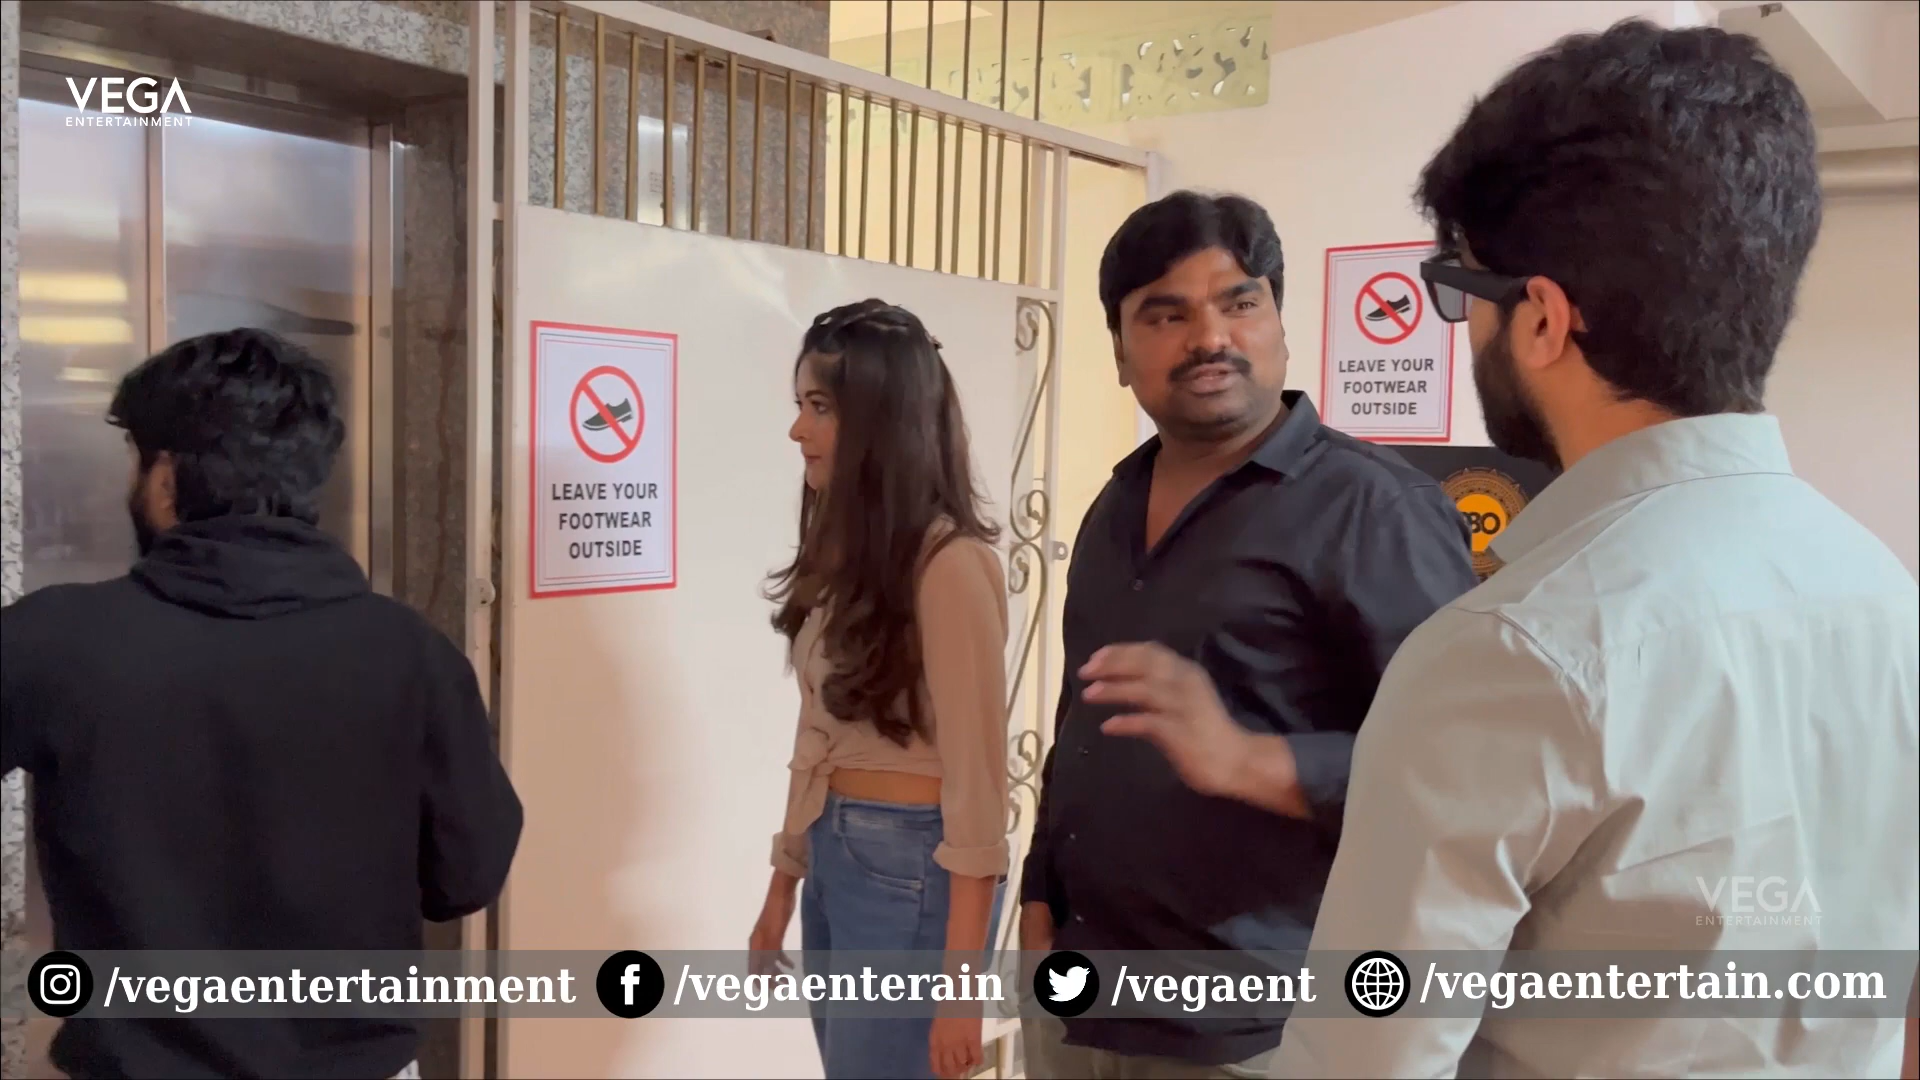 VEGA
ENTERTAINMENT
LEAVE YOUR
FOOTWEAR
OUTSIDE
LEAVE YOUR
FOOTWEAR
OUTSIDE
VEGA
ENTERTAINMENT
/vegaentertainment /vegaenterain /vegaent /vegaentertain.com